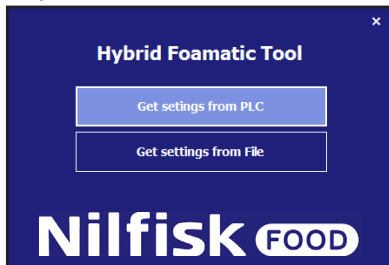 ×
Hybrid Foamatic Tool
Get setings from PLC
Get settings from File
Nilfisk FOOD